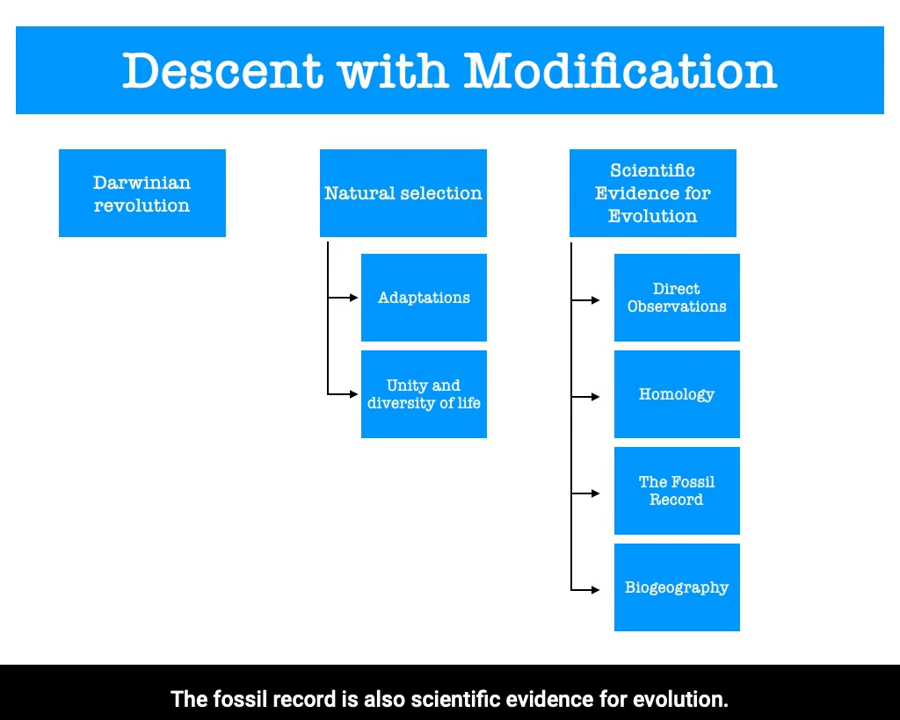 Descent with Modification
Darwinian
revolution
Natural selection
Adaptations
Unity and
diversity of life
Scientific
Evidence for
Evolution
Direct
Observations
Homology
The Fossil
Record
Biogeography
The fossil record is also scientific evidence for evolution.